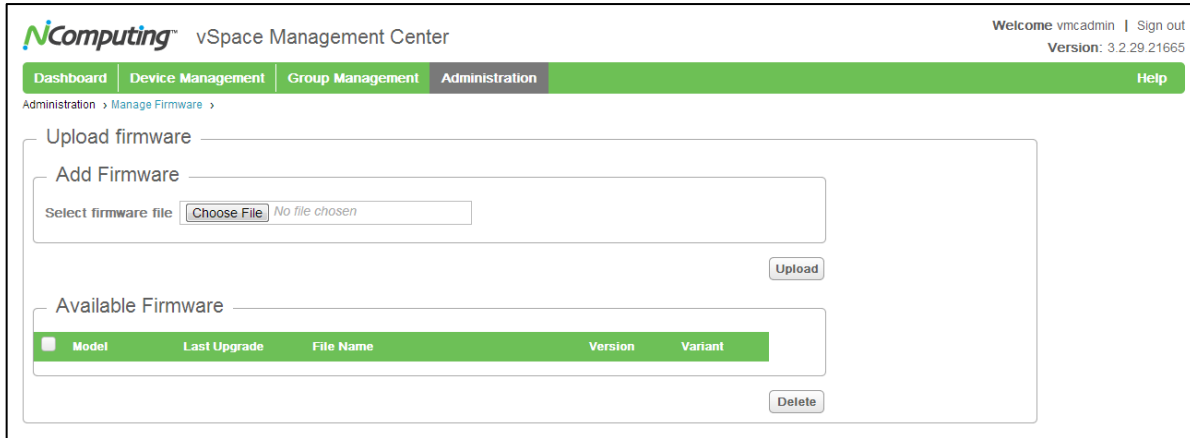 NComputing™ vSpace Management Center
Welcome vmcadmin | Sign out
Version: 3.2.29.21665
Dashboard Device Management Group Management Administration Help
Administration › Manage Firmware ›
Upload firmware
Add Firmware
Select firmware file Choose File No file chosen
Upload
Available Firmware
Model Last Upgrade File Name Version Variant
Delete